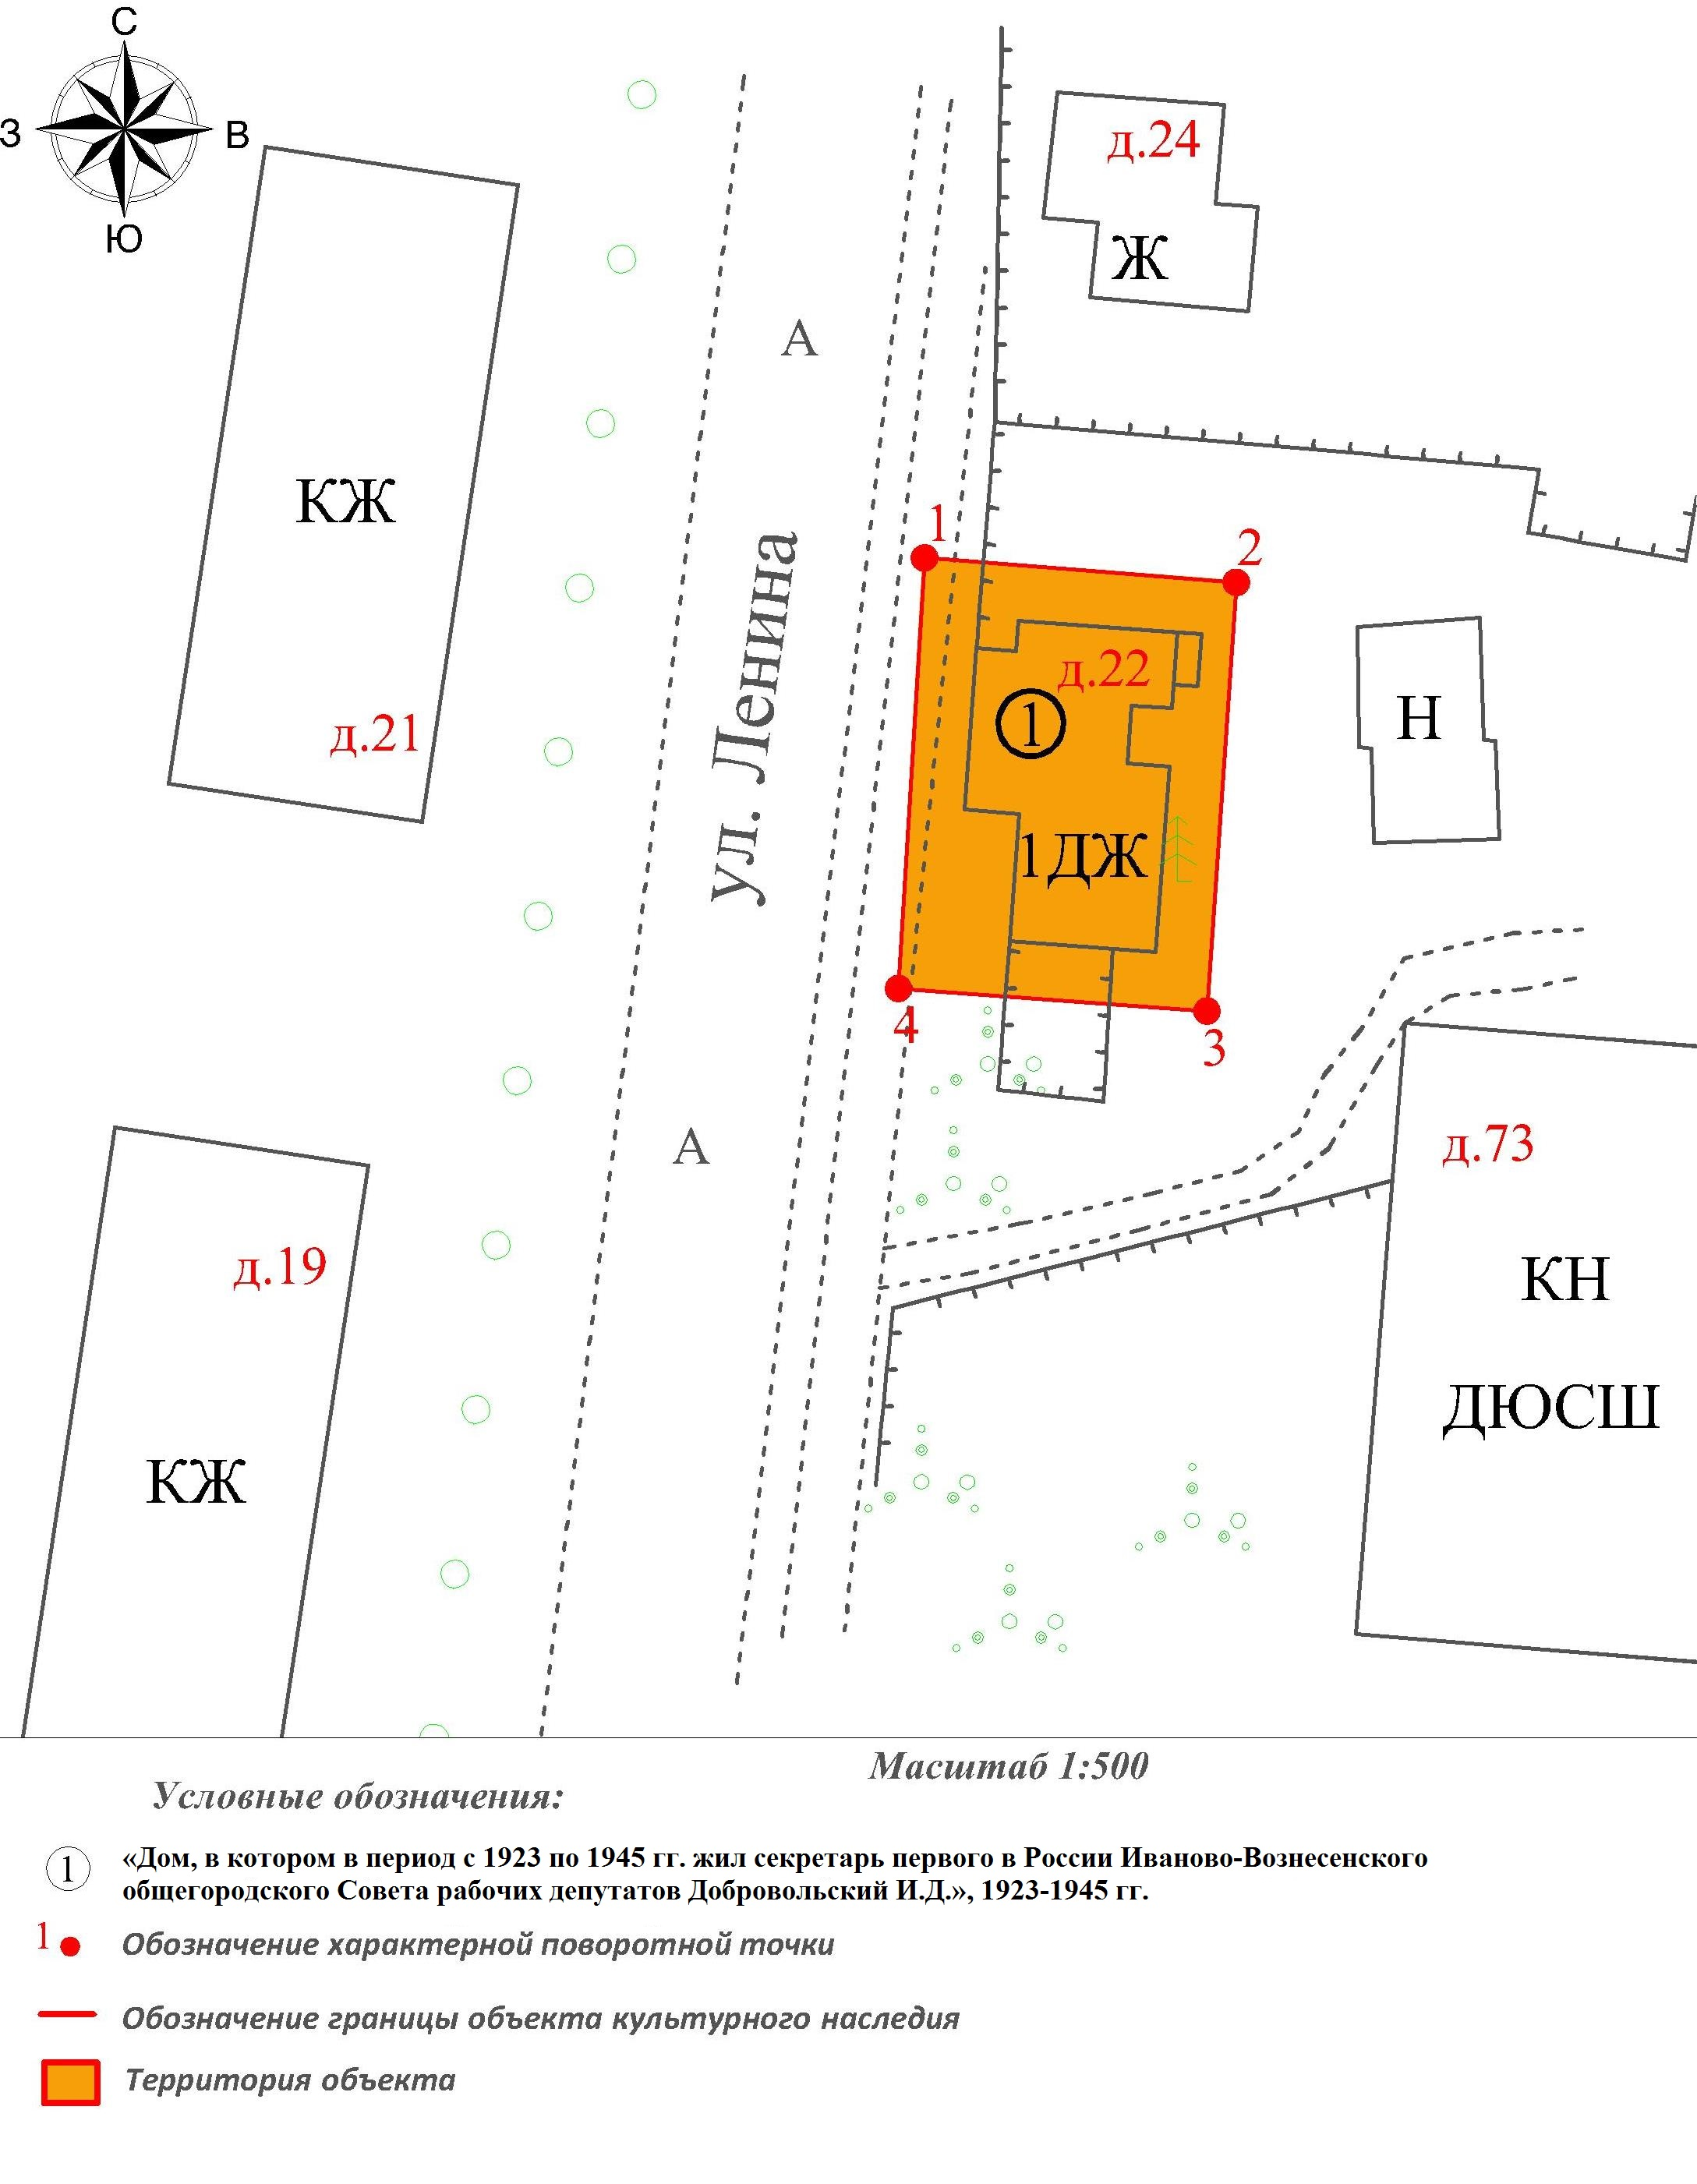 С
З
В
Ю
д.24
Ж
А
КЖ
1
2
ул. Ленина
д.22
1
Н
д.21
1ДЖ
4
3
А
д.73
д.19
КН
ДЮСШ
КЖ
Масштаб 1:500
Условные обозначения:
1
«Дом, в котором в период с 1923 по 1945 гг. жил секретарь первого в России Иваново-Вознесенского
общегородского Совета рабочих депутатов Добровольский И.Д.», 1923-1945 гг.
1
Обозначение характерной поворотной точки
Обозначение границы объекта культурного наследия
Территория объекта